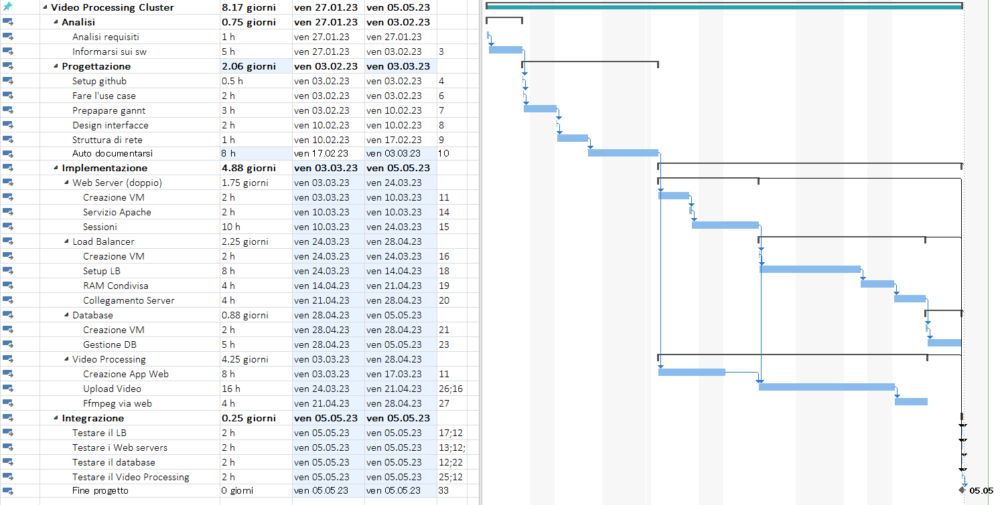 Video Processing Cluster 8.17 giorni ven 27.01.23 ven 05.05.23
Analisi 0.75 giorni ven 27.01.23 ven 03.02.23
Analisi requisiti 1 h ven 27.01.23 ven 27.01.23
Informarsi sui sw 5 h ven 27.01.23 ven 03.02.23 3
Progettazione 2.06 giorni ven 03.02.23 ven 03.03.23
Setup github 0.5 h ven 03.02.23 ven 03.02.23 4
Fare l'use case 2 h ven 03.02.23 ven 03.02.23 6
Prepapare gannt 3 h ven 03.02.23 ven 10.02.23 7
Design interfacce 2 h ven 10.02.23 ven 10.02.23 8
Struttura di rete 1 h ven 10.02.23 ven 17.02.23 9
Auto documentarsi 8 h ven 17.02.23 ven 03.03.23 10
Implementazione 4.88 giorni ven 03.03.23 ven 05.05.23
Web Server (doppio) 1.75 giorni ven 03.03.23 ven 24.03.23
Creazione VM 2 h ven 03.03.23 ven 10.03.23 11
Servizio Apache 2 h ven 10.03.23 ven 10.03.23 14
Sessioni 10 h ven 10.03.23 ven 24.03.23 15
Load Balancer 2.25 giorni ven 24.03.23 ven 28.04.23
Creazione VM 2 h ven 24.03.23 ven 24.03.23 16
Setup LB 8 h ven 24.03.23 ven 14.04.23 18
RAM Condivisa 4 h ven 14.04.23 ven 21.04.23 19
Collegamento Server 4 h ven 21.04.23 ven 28.04.23 20
Database 0.88 giorni ven 28.04.23 ven 05.05.23
Creazione VM 2 h ven 28.04.23 ven 28.04.23 21
Gestione DB 5 h ven 28.04.23 ven 05.05.23 23
Video Processing 4.25 giorni ven 03.03.23 ven 28.04.23
Creazione App Web 8 h ven 03.03.23 ven 17.03.23 11
Upload Video 16 h ven 24.03.23 ven 21.04.23 26;16
Ffmpeg via web 4 h ven 21.04.23 ven 28.04.23 27
Integrazione 0.25 giorni ven 05.05.23 ven 05.05.23
Testare il LB 2 h ven 05.05.23 ven 05.05.23 17;12
Testare i Web servers 2 h ven 05.05.23 ven 05.05.23 13;12;
Testare il database 2 h ven 05.05.23 ven 05.05.23 12;22
Testare il Video Processing 2 h ven 05.05.23 ven 05.05.23 25;12
Fine progetto 0 giorni ven 05.05.23 ven 05.05.23 33 05.05